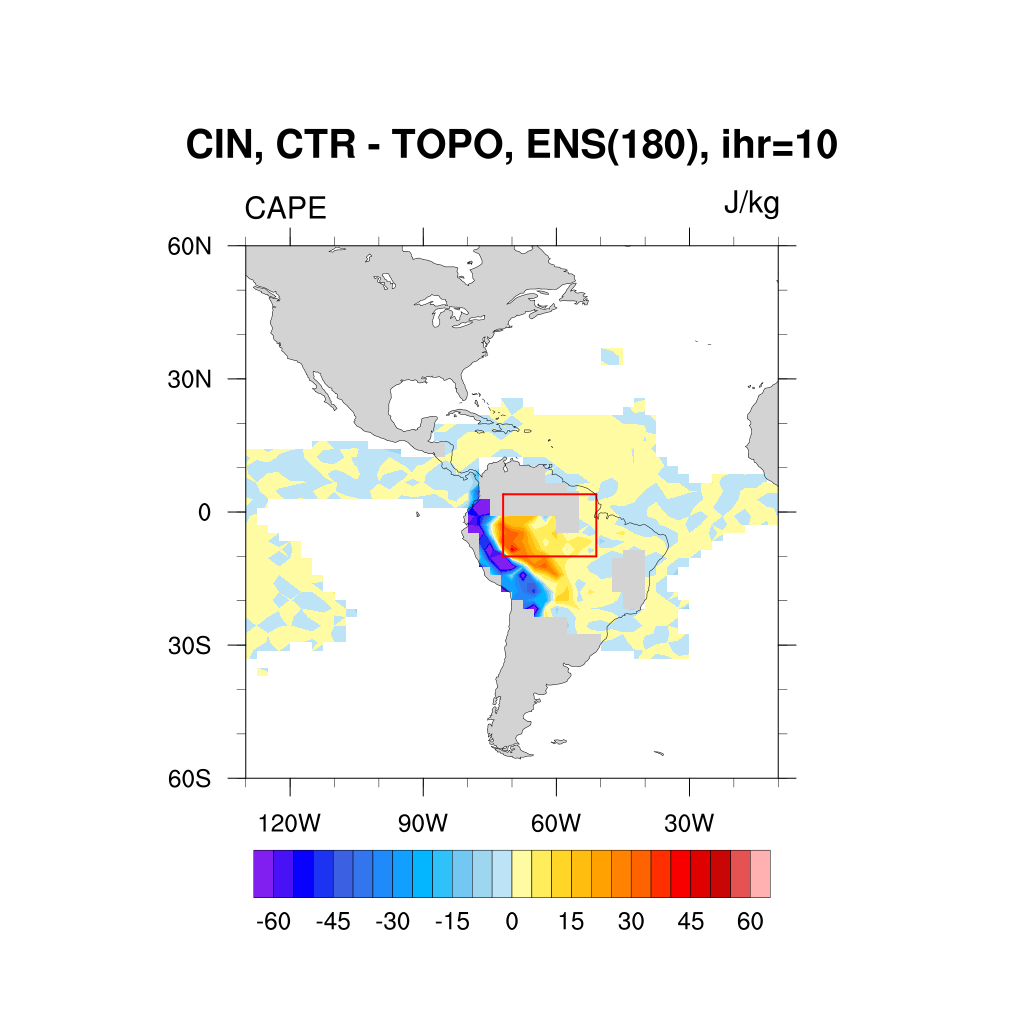 CIN, CTR - TOPO, ENS(180), ihr=10
CAPE J/kg
60N
30N
0
30S
60S
120W 90W 60W 30W
-60 -45 -30 -15 0 15 30 45 60